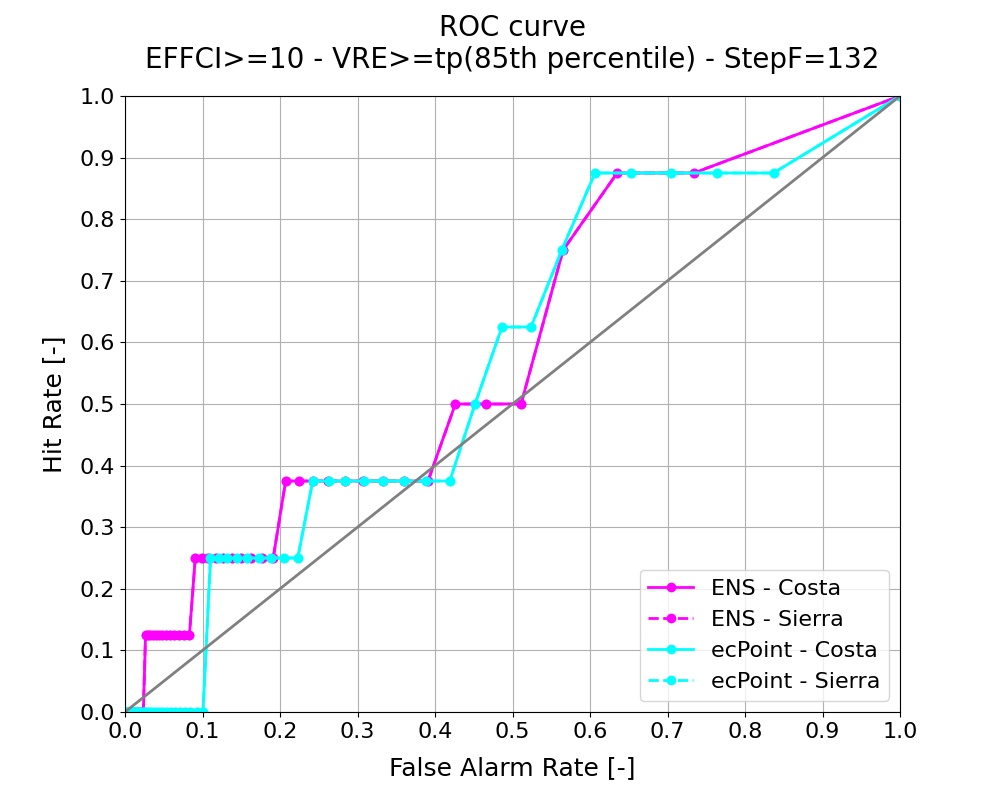 ROC curve
EFFCI>=10 - VRE>=tp(85th percentile) - StepF=132
1.0
0.9
0.8
0.7
0.6
0.5
0.4
0.3
0.2
0.1
0.0
Hit Rate [-]
ENS - Costa
ENS - Sierra
ecPoint - Costa
ecPoint - Sierra
0.0 0.1 0.2 0.3 0.4 0.5 0.6 0.7 0.8 0.9 1.0
False Alarm Rate [-]